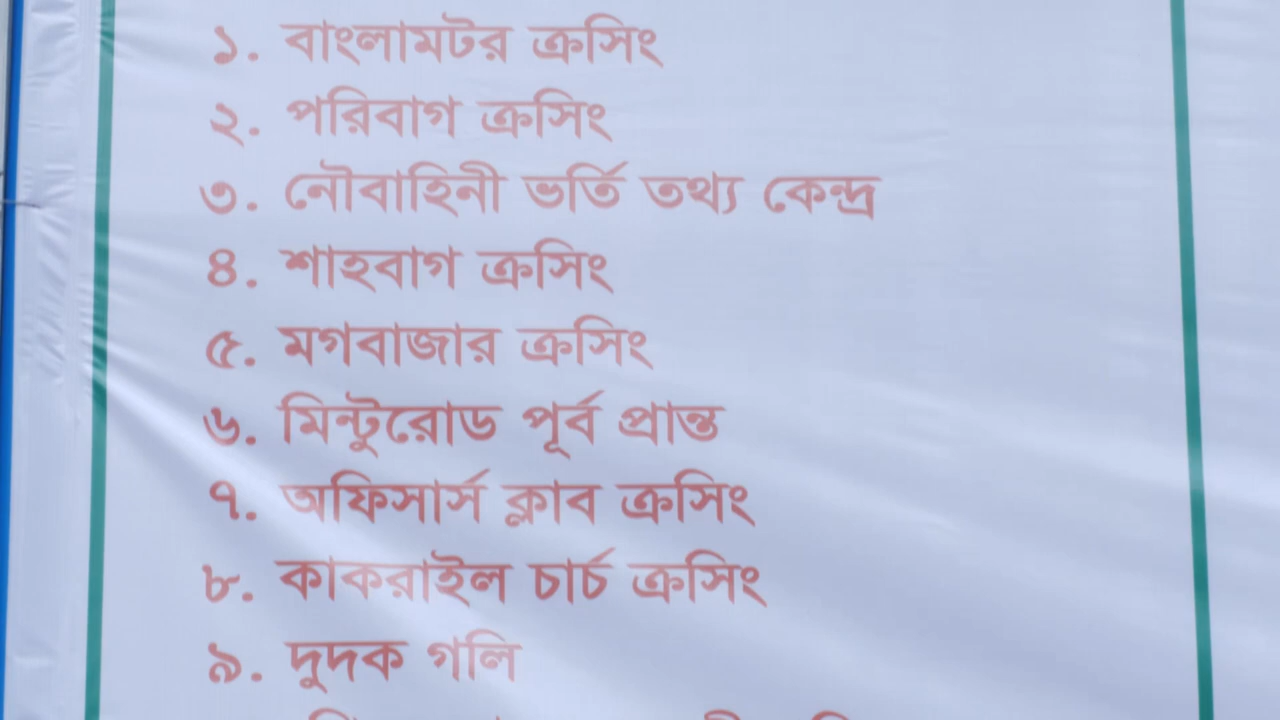 ১. বাংলামটর ক্রসিং
২. পরিবাগ ক্রসিং
৩. নৌবাহিনী ভর্তি তথ্য কেন্দ্র
৪. শাহবাগ ক্রসিং
৫. মগবাজার ক্রসিং
৬. মিন্টুরোড পূর্ব প্রান্ত
৭. অফিসার্স ক্লাব ক্রসিং
৮. কাকরাইল চার্চ ক্রসিং
৯. দুদক গলি